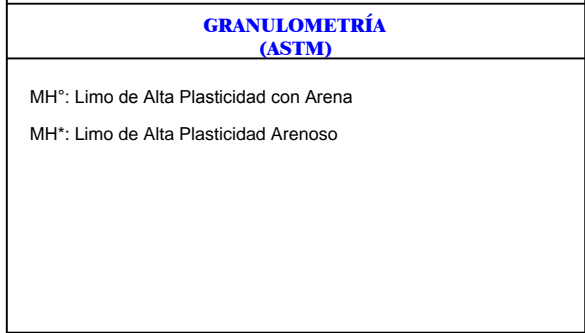 GRANULOMETRÍA
(ASTM)
MH°: Limo de Alta Plasticidad con Arena
MH*: Limo de Alta Plasticidad Arenoso